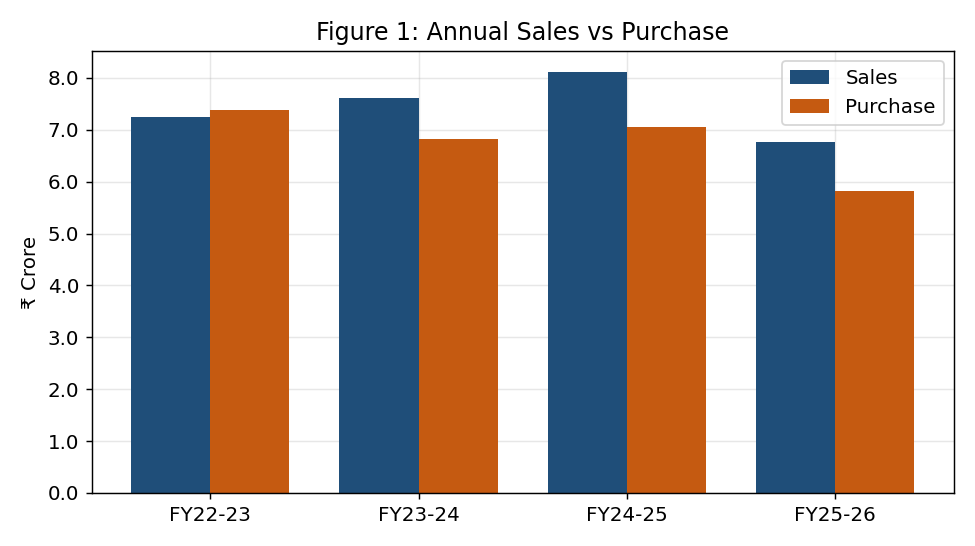 Figure 1: Annual Sales vs Purchase
Sales
Purchase
₹ Crore
8.0
7.0
6.0
5.0
4.0
3.0
2.0
1.0
0.0
FY22-23 FY23-24 FY24-25 FY25-26